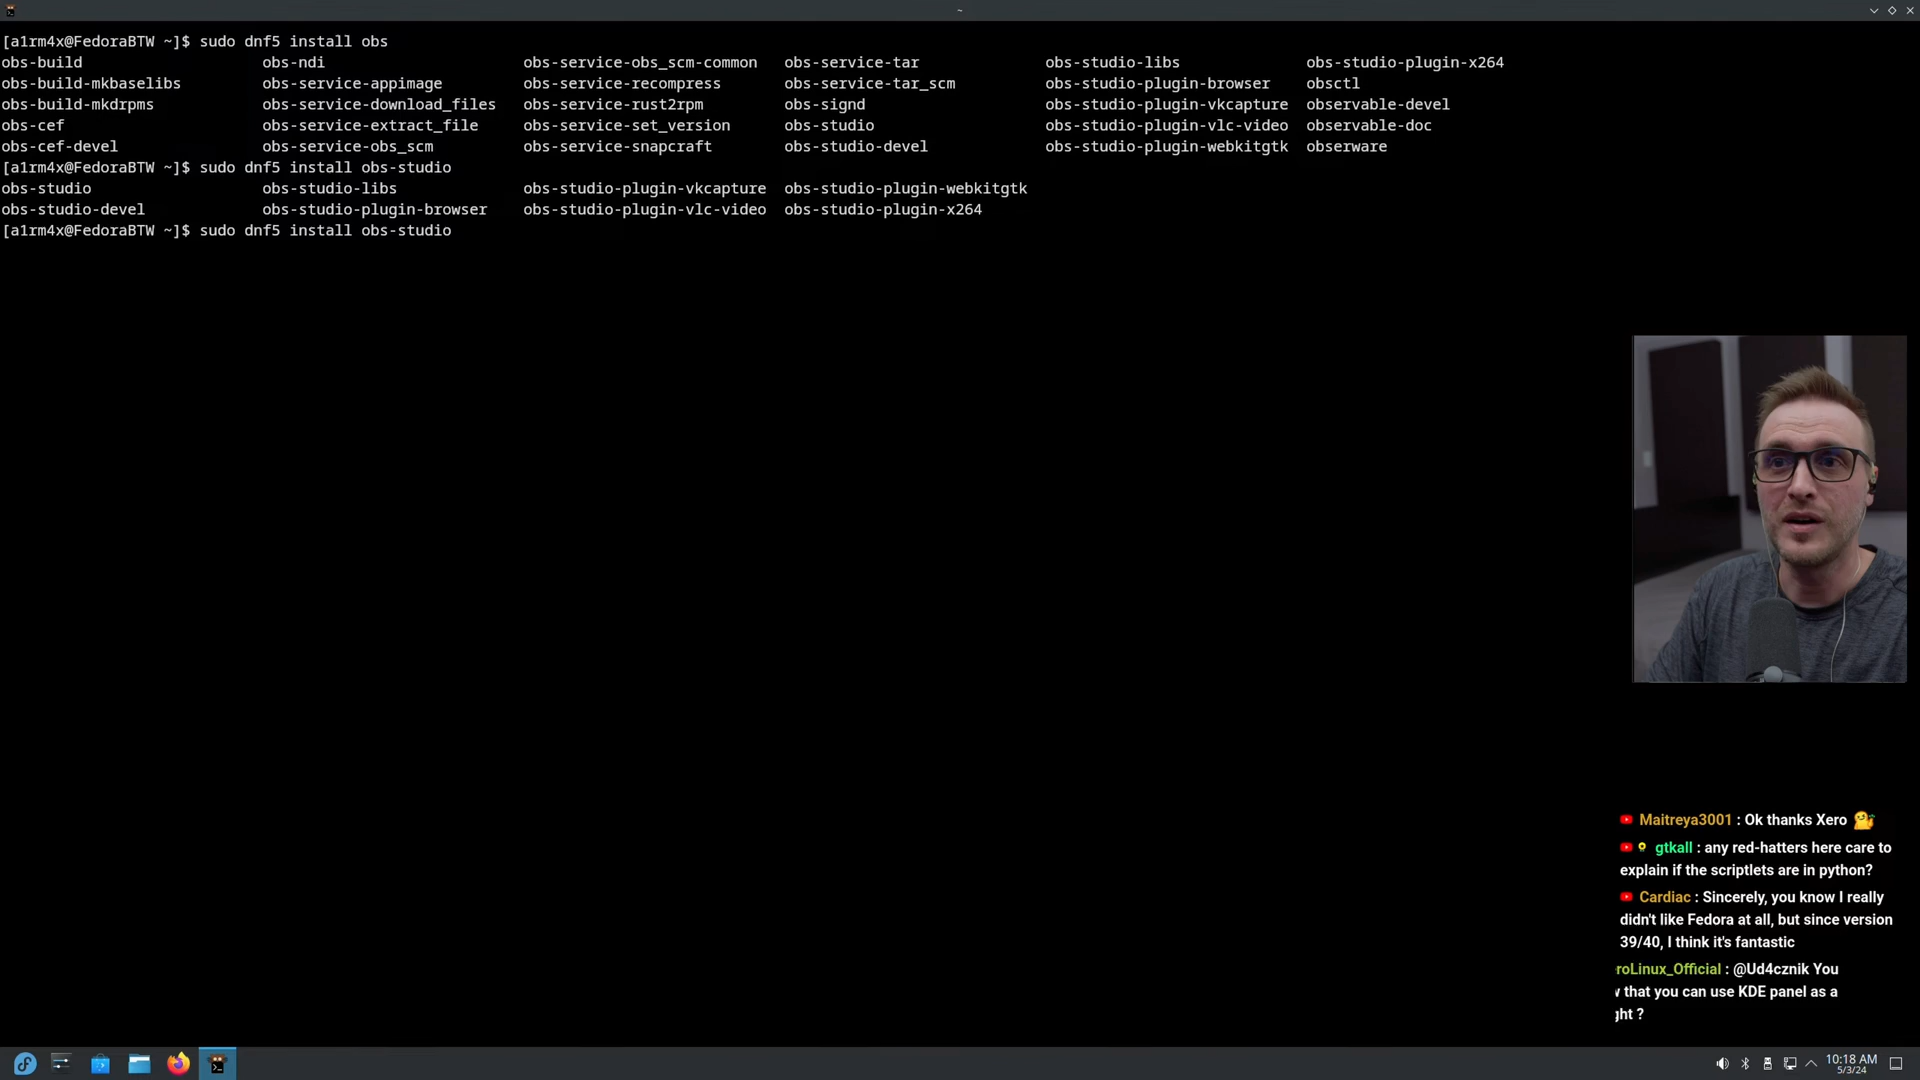 ~
[a1rm4x@FedoraBTW ~]$ sudo dnf5 install obs
obs-build obs-ndi obs-service-obs_scm-common obs-service-tar obs-studio-libs obs-studio-plugin-x264
obs-build-mkbaselibs obs-service-appimage obs-service-recompress obs-service-tar_scm obs-studio-plugin-browser obsctl
obs-build-mkdrpms obs-service-download_files obs-service-rust2rpm obs-signd obs-studio-plugin-vkcapture observable-devel
obs-cef obs-service-extract_file obs-service-set_version obs-studio obs-studio-plugin-vlc-video observable-doc
obs-cef-devel obs-service-obs_scm obs-service-snapcraft obs-studio-devel obs-studio-plugin-webkitgtk obserware
[a1rm4x@FedoraBTW ~]$ sudo dnf5 install obs-studio
obs-studio obs-studio-libs obs-studio-plugin-vkcapture obs-studio-plugin-webkitgtk
obs-studio-devel obs-studio-plugin-browser obs-studio-plugin-vlc-video obs-studio-plugin-x264
[a1rm4x@FedoraBTW ~]$ sudo dnf5 install obs-studio
Maitreya3001 : Ok thanks Xero
gtkall : any red-hatters here care to
explain if the scriptlets are in python?
Cardiac : Sincerely, you know I really
didn't like Fedora at all, but since version
39/40, I think it's fantastic
roLinux_Official : @Ud4cznik You
w that you can use KDE panel as a
ght ?
10:18 AM
5/3/24